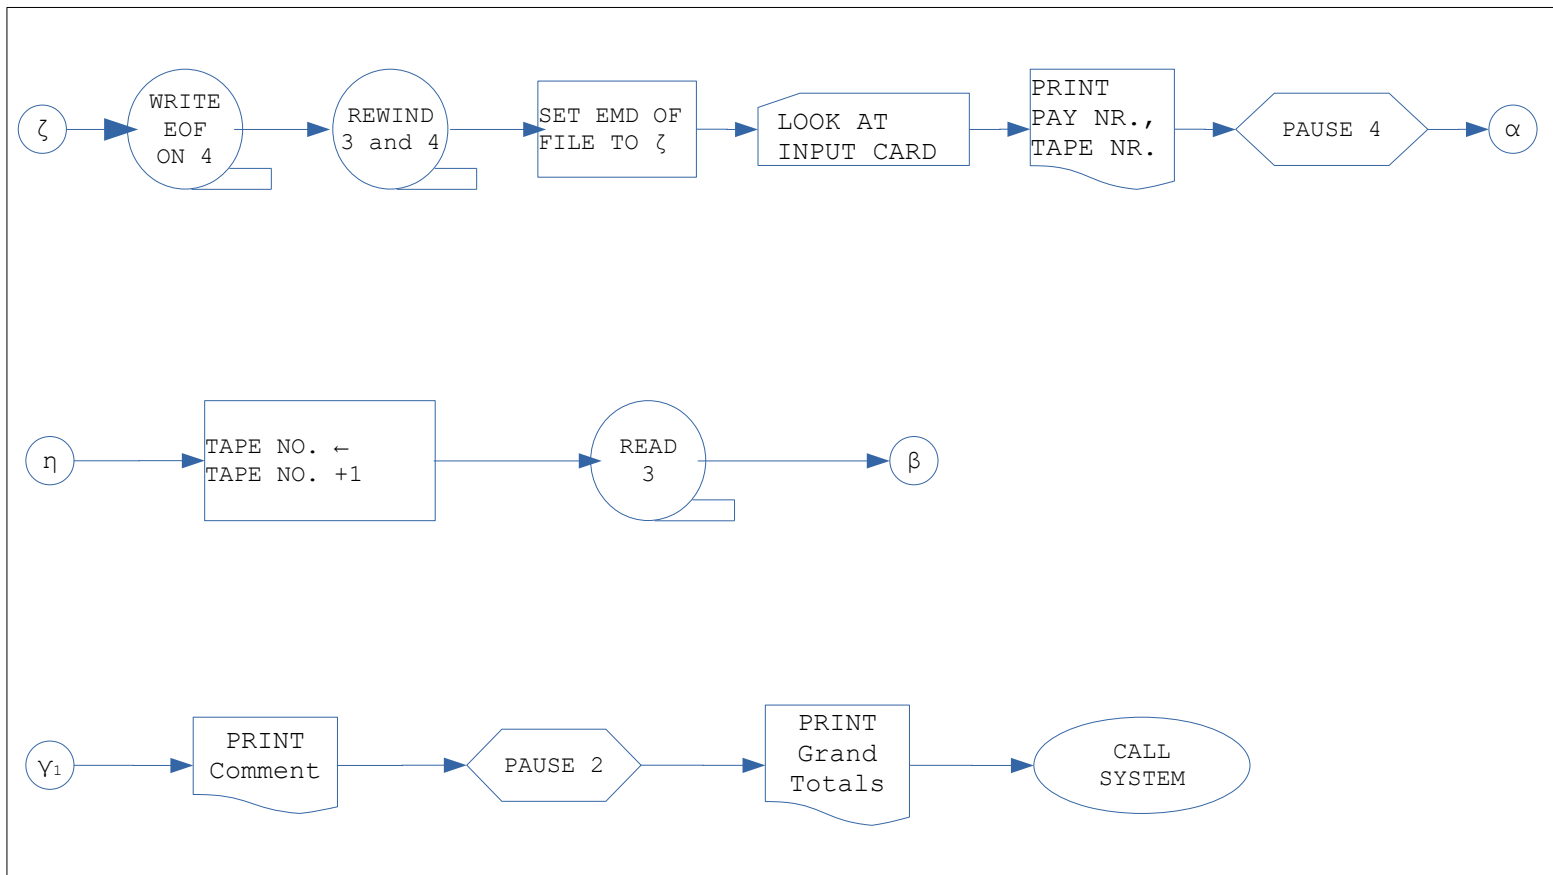 ζ
WRITE
EOF
ON 4
REWIND
3 and 4
SET EMD OF
FILE TO ζ
LOOK AT
INPUT CARD
PRINT
PAY NR.,
TAPE NR.
PAUSE 4
α
η
TAPE NO. ←
TAPE NO. +1
READ
3
β
γ₁
PRINT
Comment
PAUSE 2
PRINT
Grand
Totals
CALL
SYSTEM